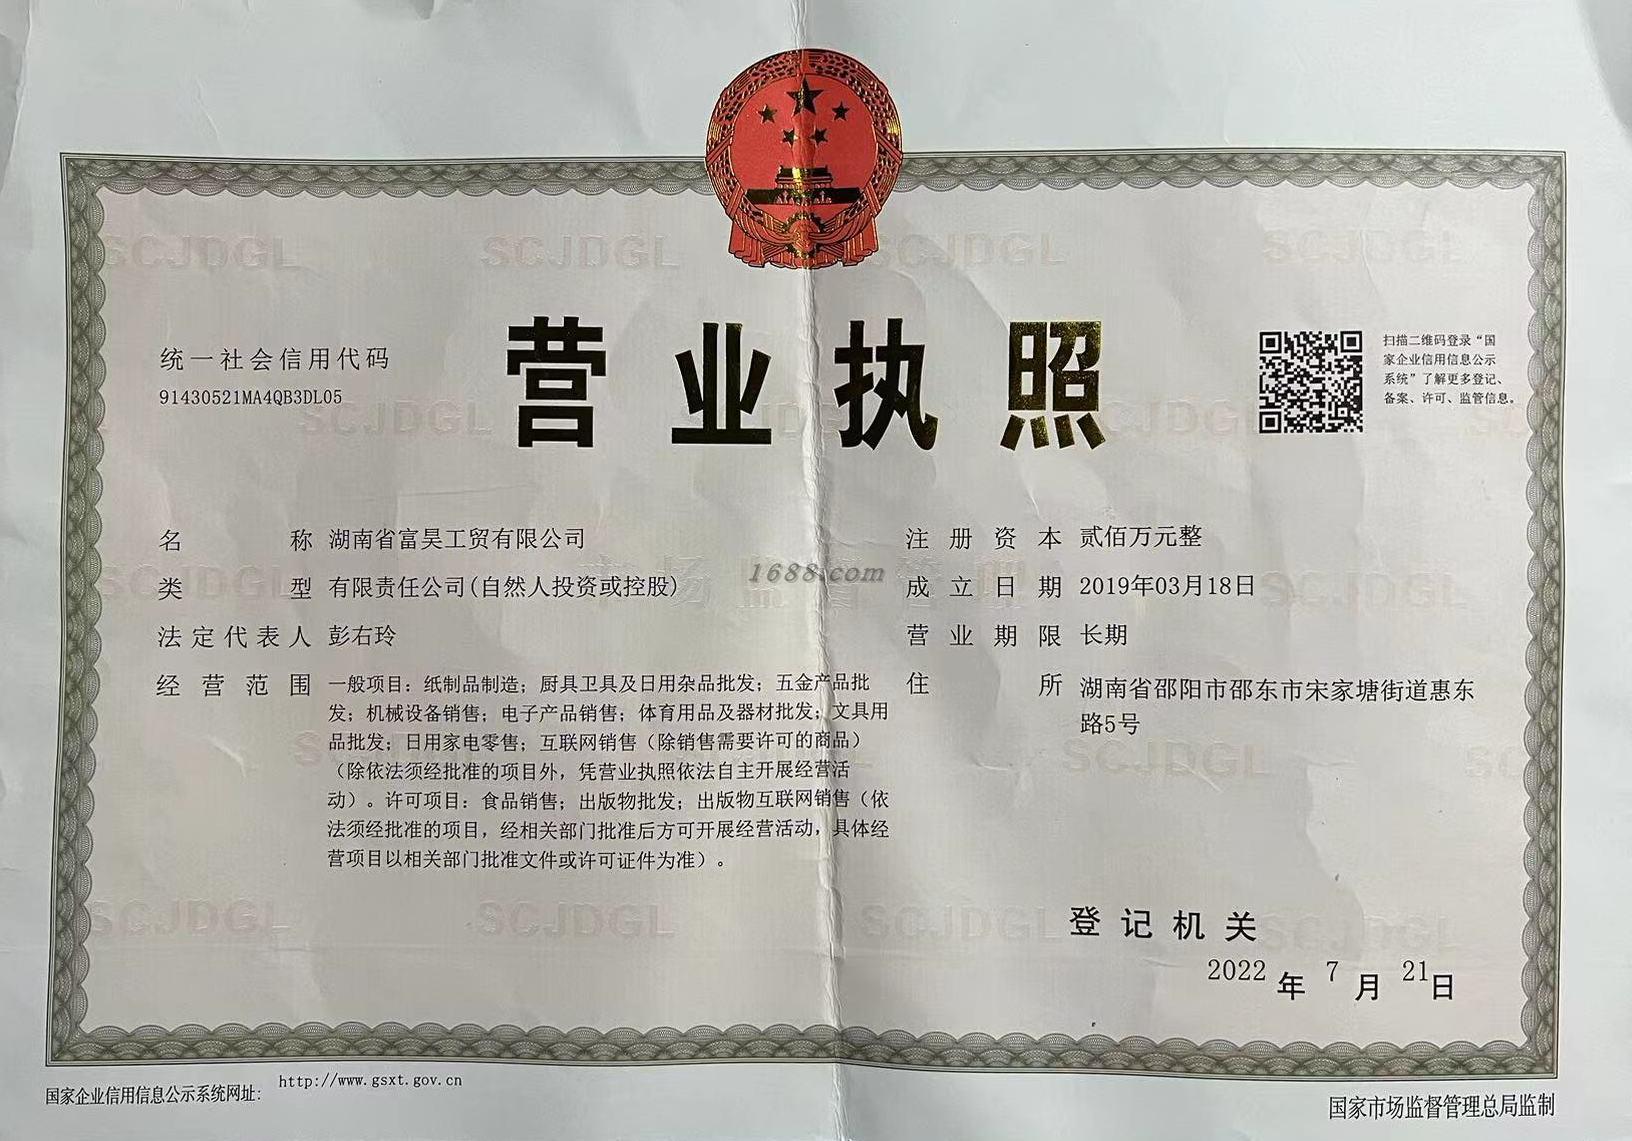 营业执照
统一社会信用代码
91430521MA4QB3DL05
扫描二维码登录“国
家企业信用信息公示
系统”了解更多登记、
备案、许可、监管信息。
名称 湖南省富昊工贸有限公司
类型 有限责任公司(自然人投资或控股)
法定代表人 彭右玲
经营范围 一般项目：纸制品制造；厨具卫具及日用杂品批发；五金产品批
发；机械设备销售；电子产品销售；体育用品及器材批发；文具用
品批发；日用家电零售；互联网销售（除销售需要许可的商品）
（除依法须经批准的项目外，凭营业执照依法自主开展经营活
动）。许可项目：食品销售；出版物批发；出版物互联网销售（依
法须经批准的项目，经相关部门批准后方可开展经营活动，具体经
营项目以相关部门批准文件或许可证件为准）。
注册资本 贰佰万元整
成立日期 2019年03月18日
营业期限 长期
住所 湖南省邵阳市邵东市宋家塘街道惠东
路5号
1688.com
SCJDGL
SCJDGL
SCJDGL
SCJDGL
SCJDGL
SCJDGL
SCJDGL
SCJDGL
SCJDGL
SCJDGL
SCJDGL
登记机关
2022年7月21日
国家企业信用信息公示系统网址：
http://www.gsxt.gov.cn
国家市场监督管理总局监制